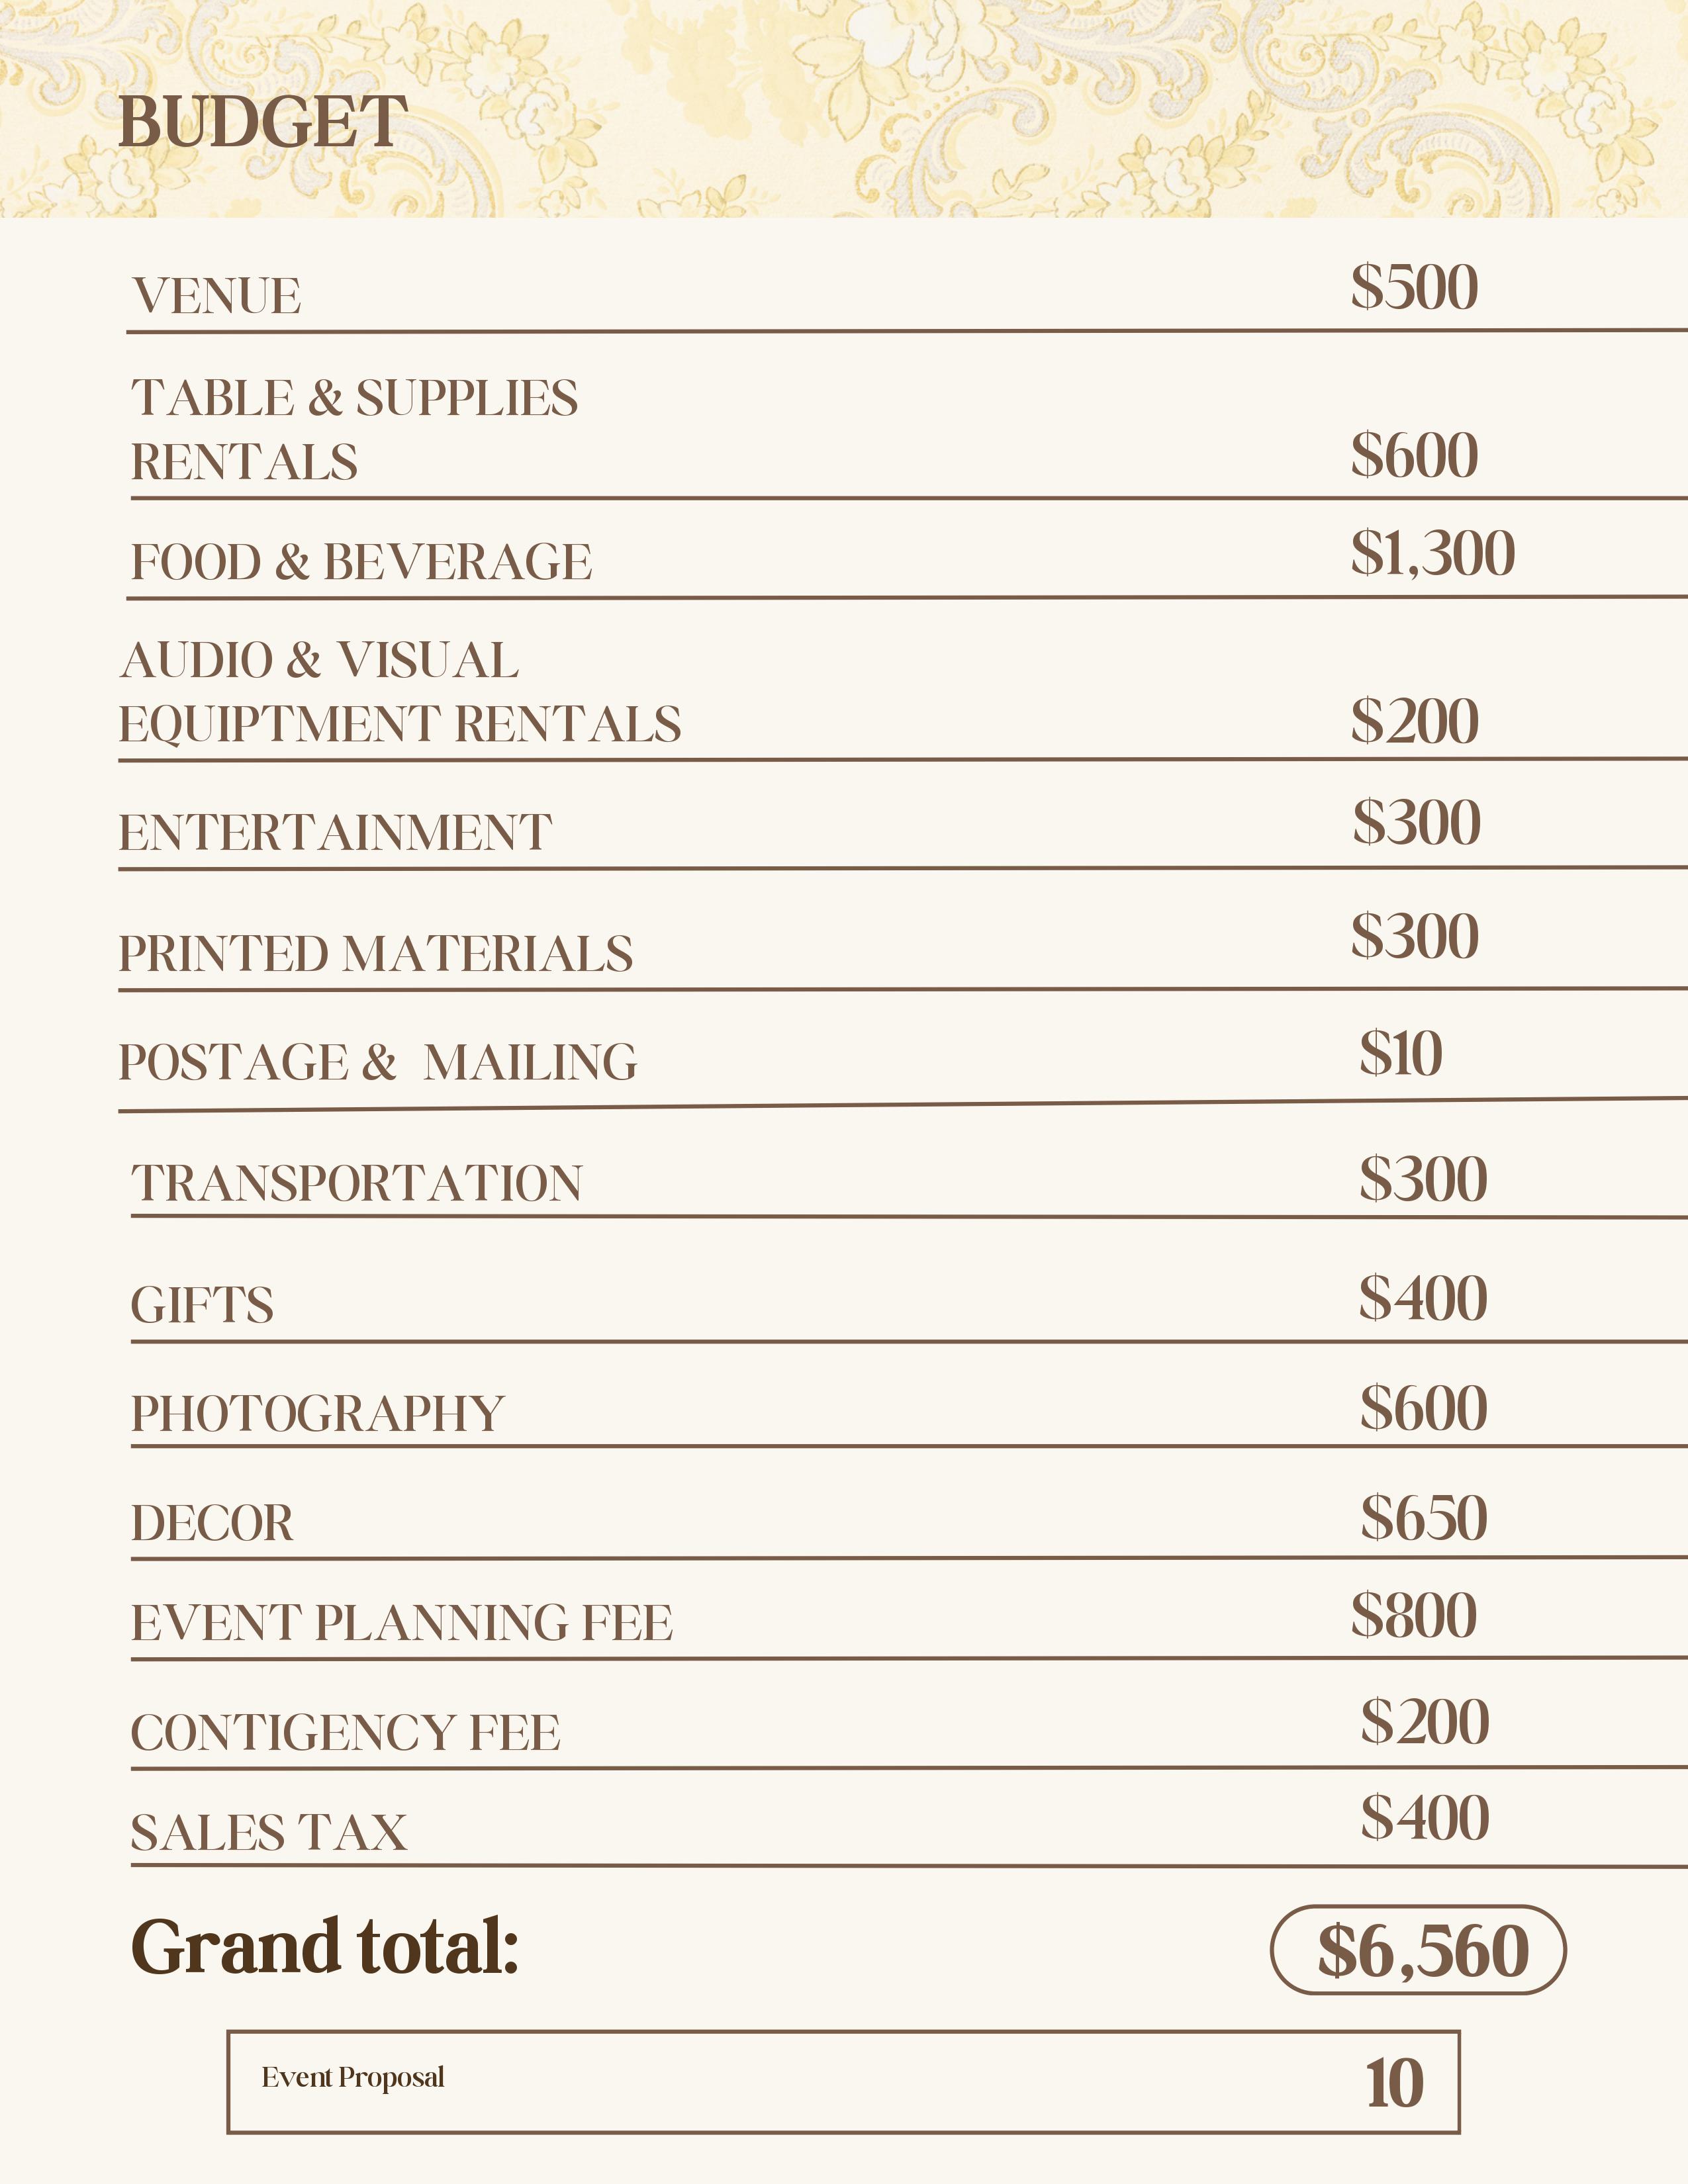 BUDGET
VENUE $500
TABLE & SUPPLIES
RENTALS $600
FOOD & BEVERAGE $1,300
AUDIO & VISUAL
EQUIPTMENT RENTALS $200
ENTERTAINMENT $300
PRINTED MATERIALS $300
POSTAGE & MAILING $10
TRANSPORTATION $300
GIFTS $400
PHOTOGRAPHY $600
DECOR $650
EVENT PLANNING FEE $800
CONTIGENCY FEE $200
SALES TAX $400
Grand total: $6,560
Event Proposal 10